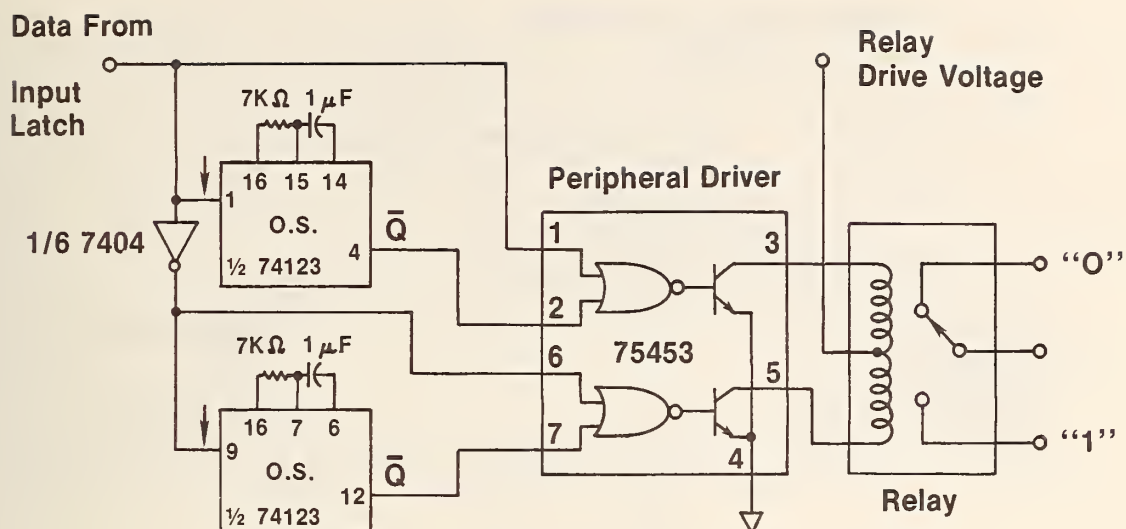 Data From
Input
Latch
7KΩ 1μF
16 15 14
1
O.S.
4
½ 74123
Q̄
1/6 7404
7KΩ 1μF
16 7 6
9
O.S.
12
½ 74123
Q̄
Peripheral Driver
1
2
3
6
75453
5
7
4
Relay
Drive Voltage
“0”
“1”
Relay